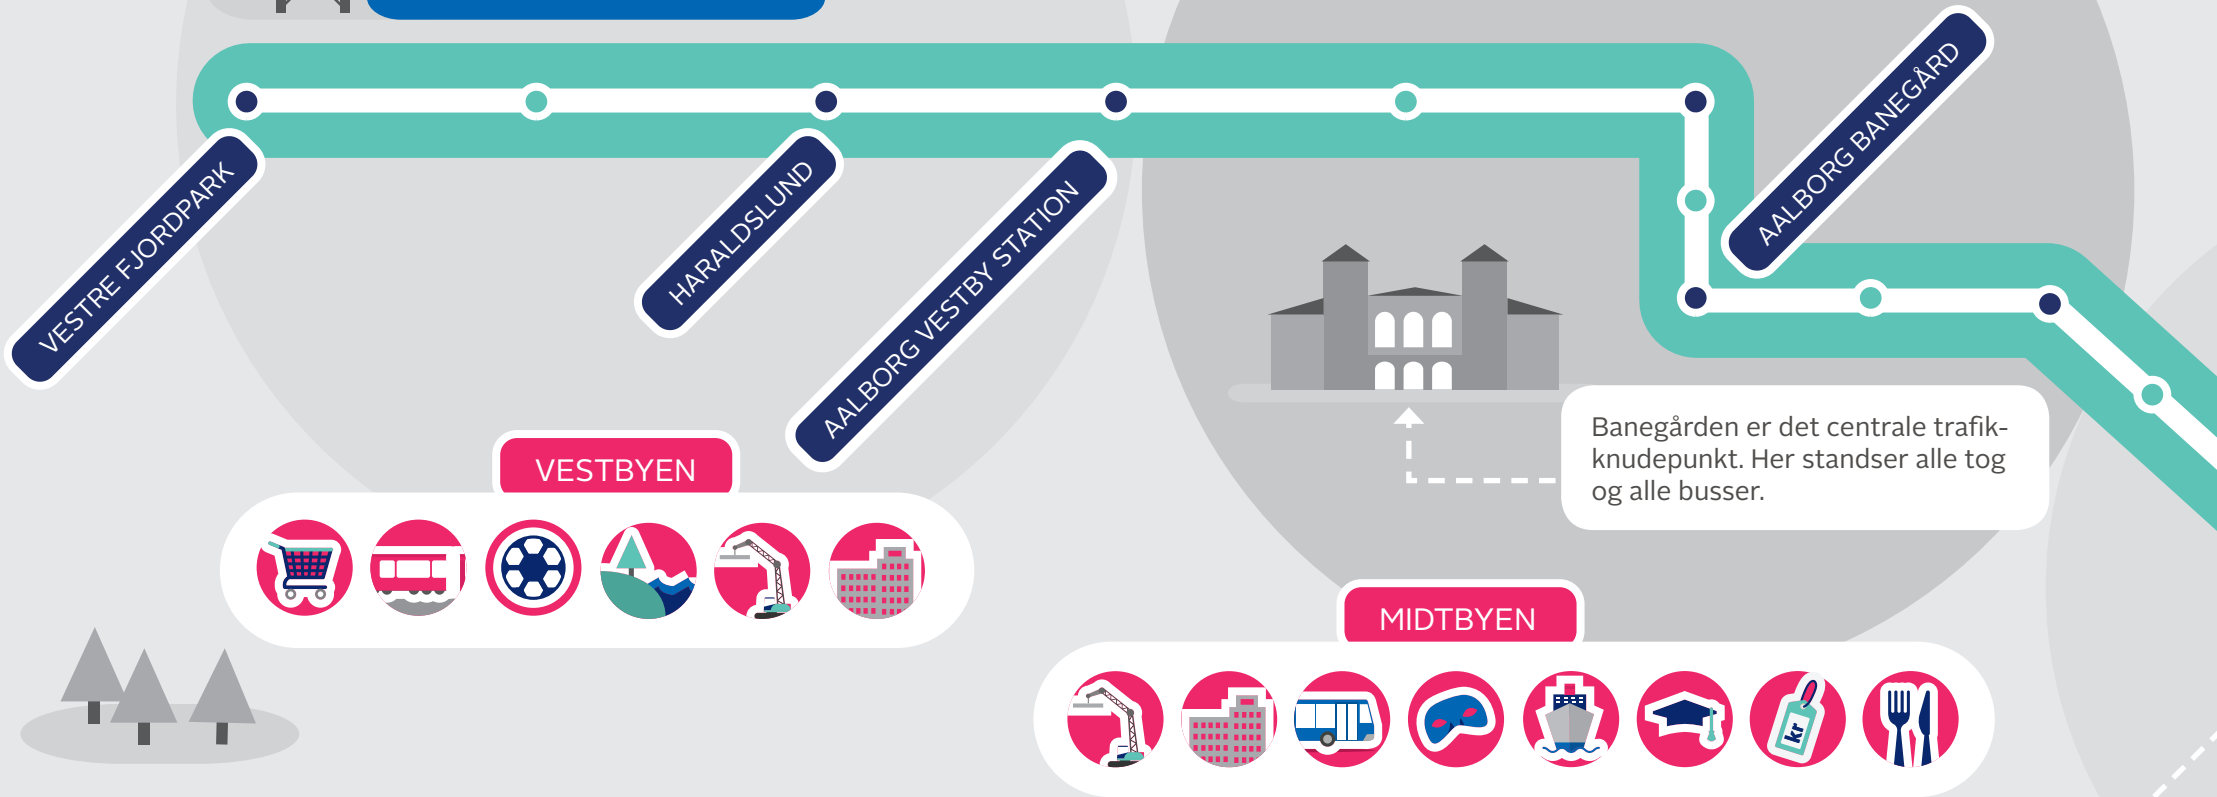 AALBORG BANEGÅRD
VESTRE FJORDPARK
HARALDSLUND
AALBORG VESTBY STATION
Banegården er det centrale trafik-
knudepunkt. Her standser alle tog
og alle busser.
VESTBYEN
MIDTBYEN
kr